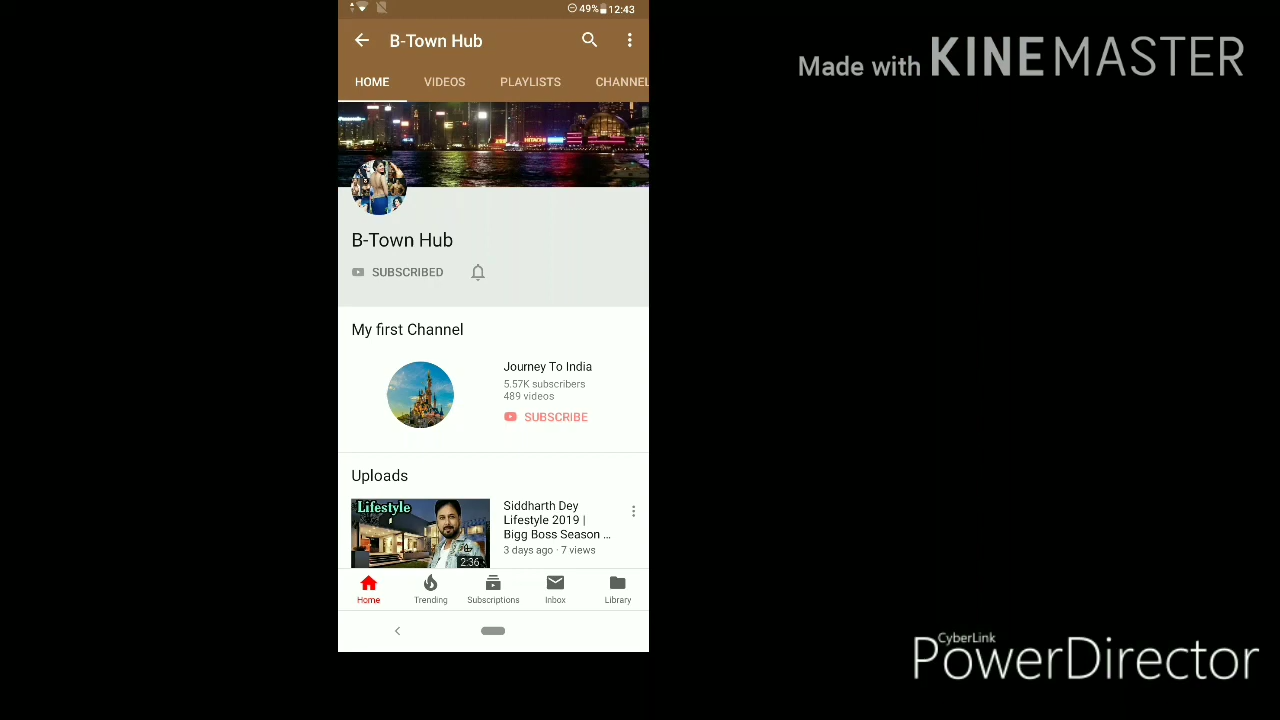 49% 12:43
B-Town Hub
HOME VIDEOS PLAYLISTS CHANNEL
HITACHI
B-Town Hub
SUBSCRIBED
My first Channel
Journey To India
5.57K subscribers
489 videos
SUBSCRIBE
Uploads
Lifestyle
2:36
Siddharth Dey
Lifestyle 2019 |
Bigg Boss Season ...
3 days ago · 7 views
Home Trending Subscriptions Inbox Library
Made with KINEMASTER
CyberLink
PowerDirector